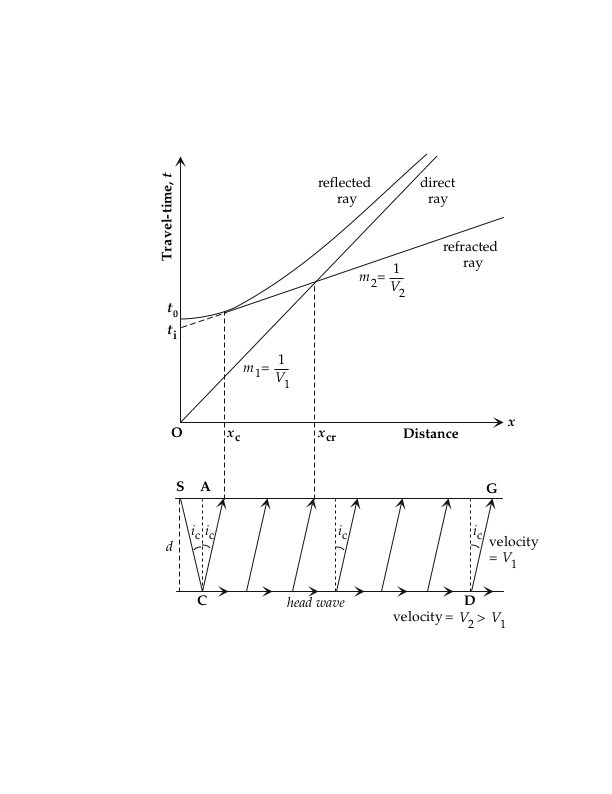 Travel-time, t
reflected
ray
direct
ray
refracted
ray
m2 = 1/V2
t0
ti
m1 = 1/V1
O
xc
xcr
Distance
x
S
A
G
ic
ic
ic
ic
d
velocity
= V1
C
head wave
D
velocity = V2 > V1